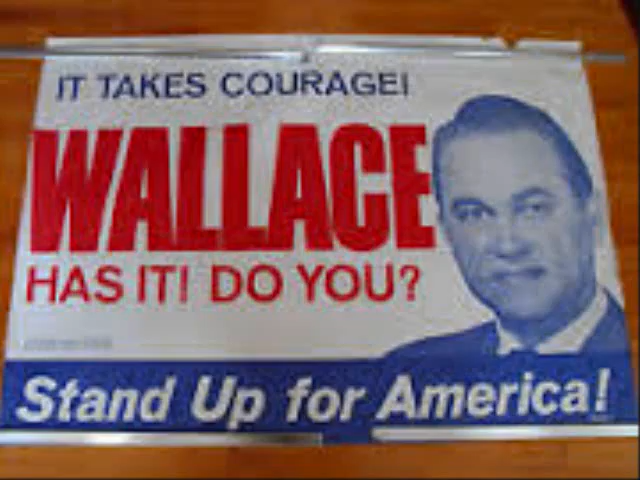 IT TAKES COURAGE!
WALLACE
HAS IT! DO YOU?
Stand Up for America!